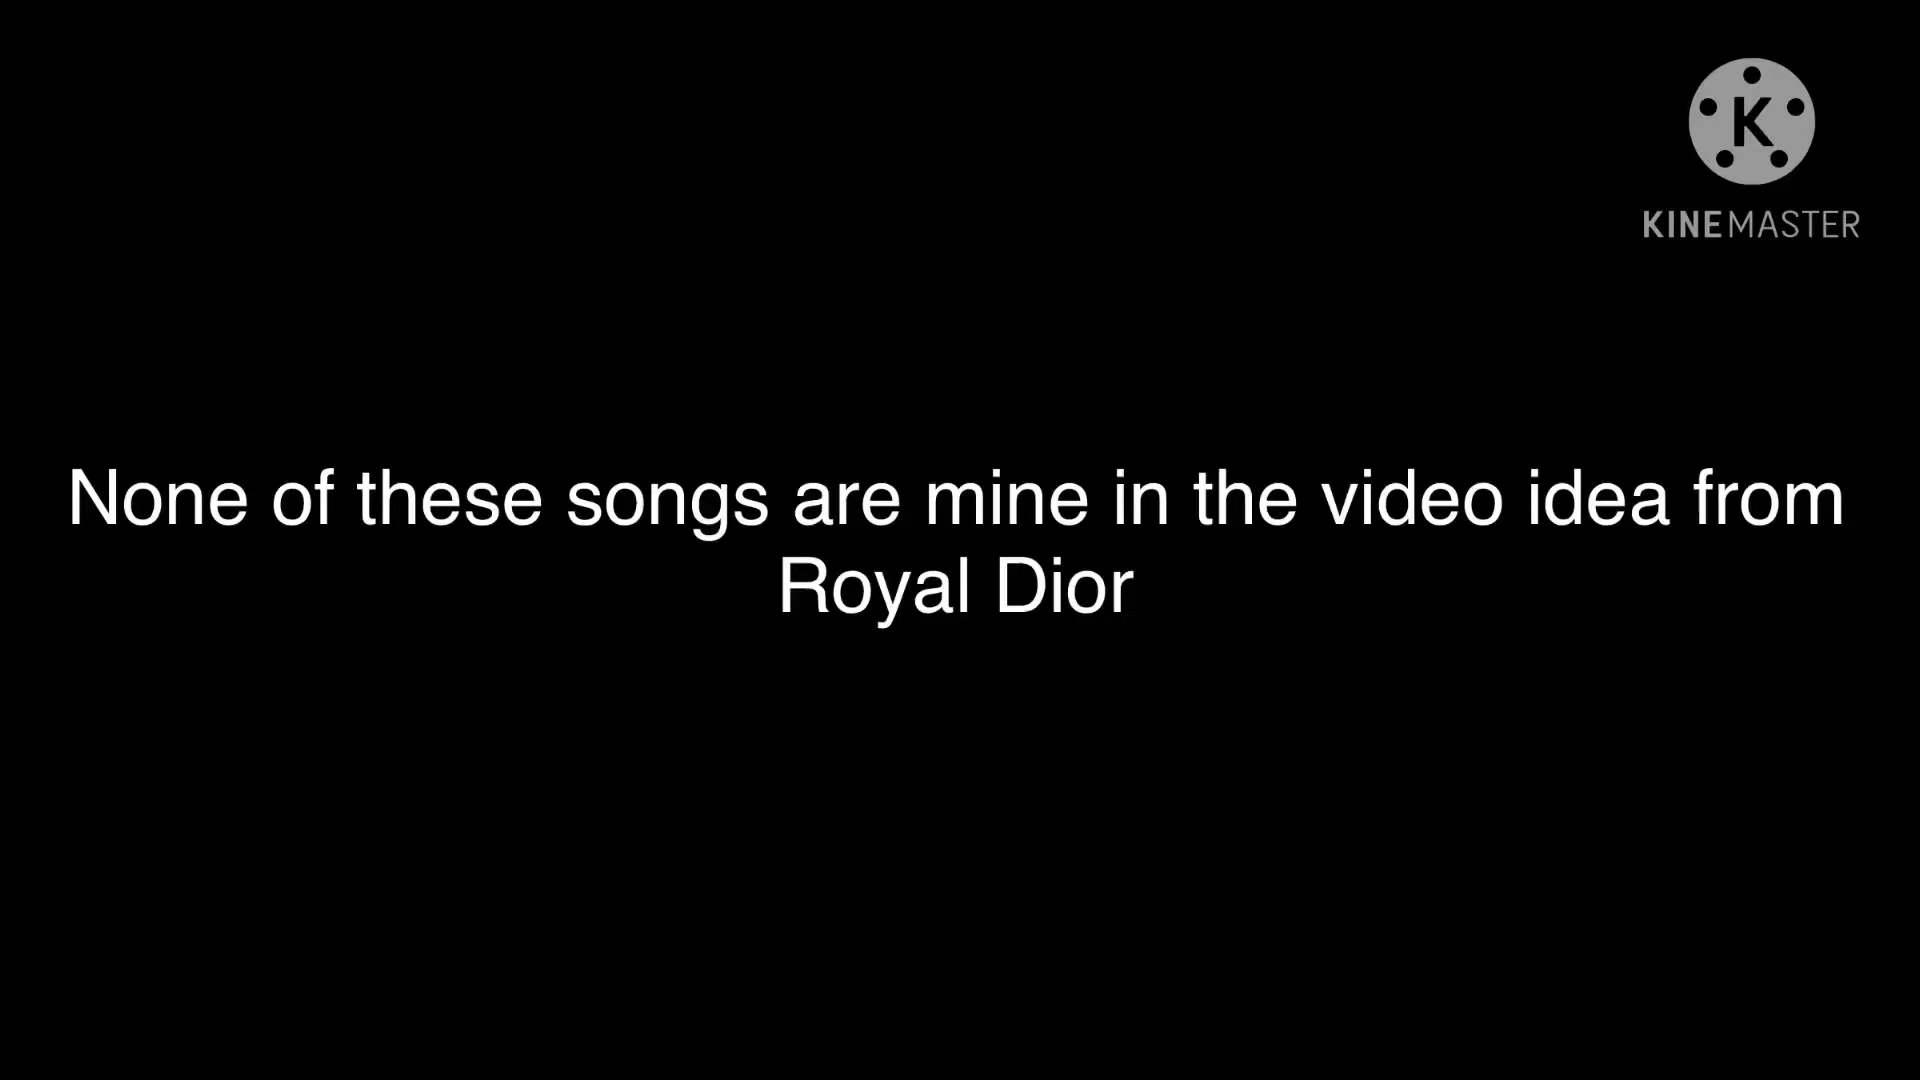 K
KINEMASTER
None of these songs are mine in the video idea from
Royal Dior